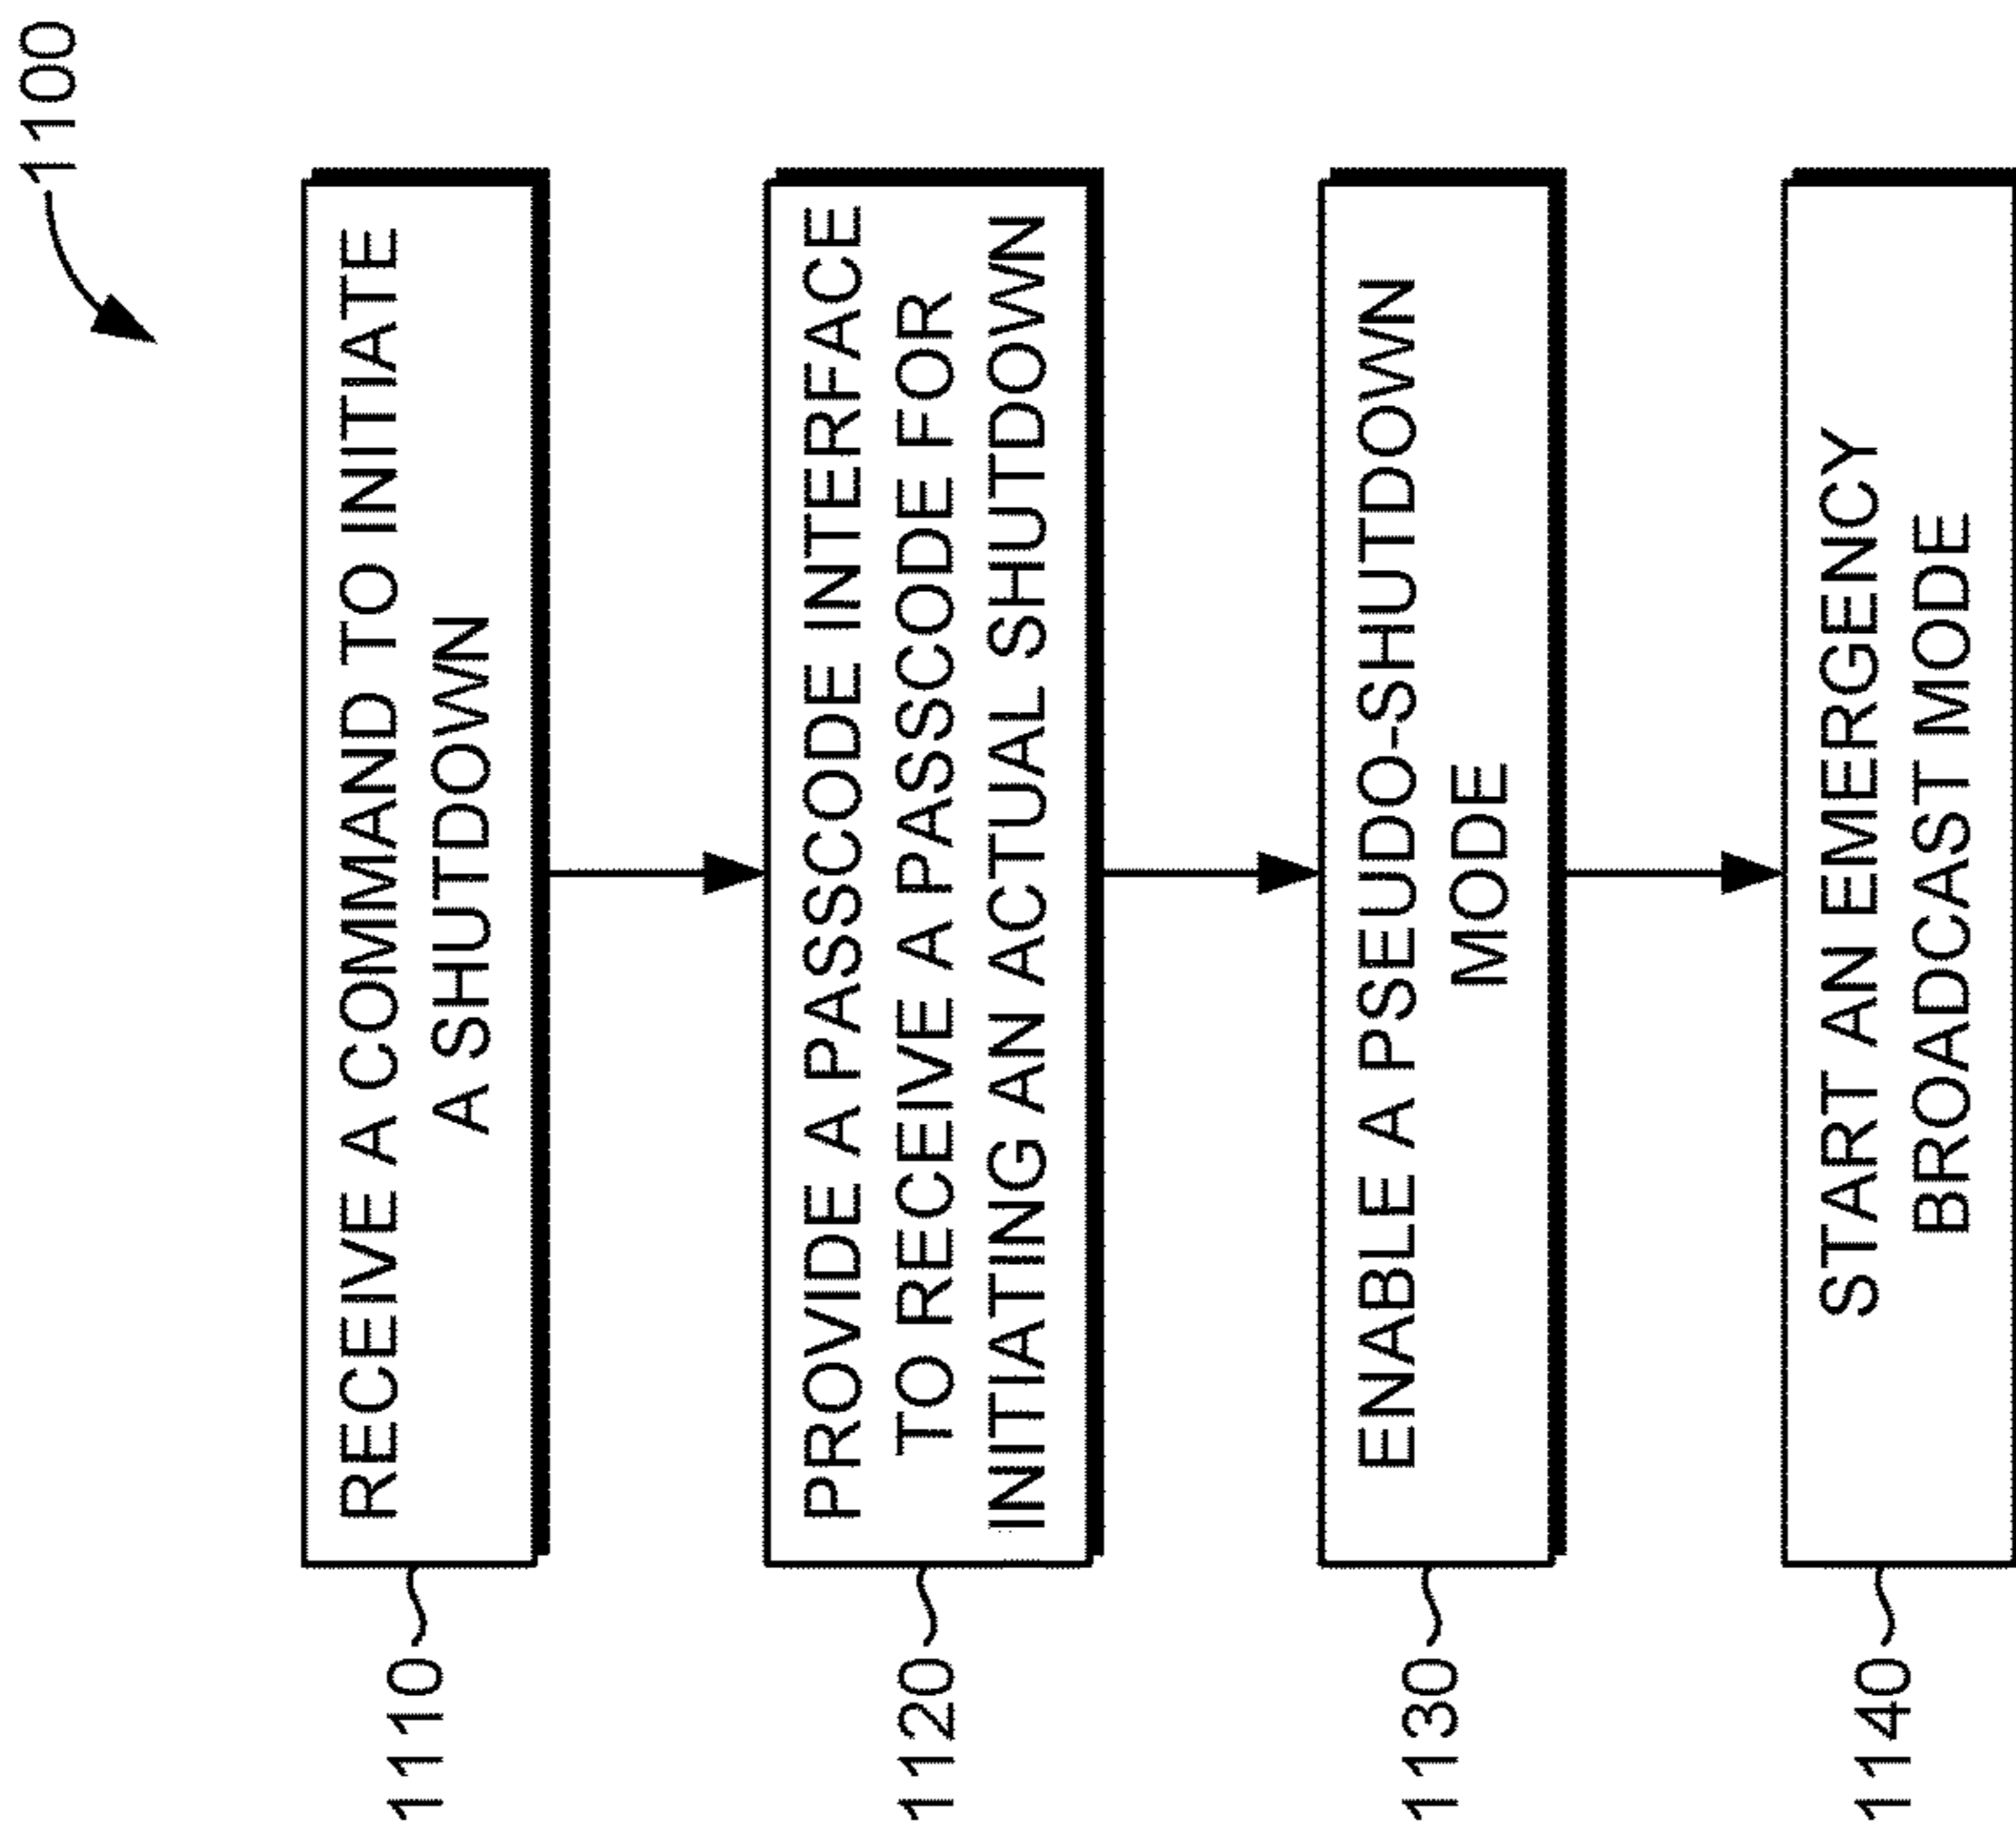 1100
1110
RECEIVE A COMMAND TO INITIATE
A SHUTDOWN
1120
PROVIDE A PASSCODE INTERFACE
TO RECEIVE A PASSCODE FOR
INITIATING AN ACTUAL SHUTDOWN
1130
ENABLE A PSEUDO-SHUTDOWN
MODE
1140
START AN EMERGENCY
BROADCAST MODE